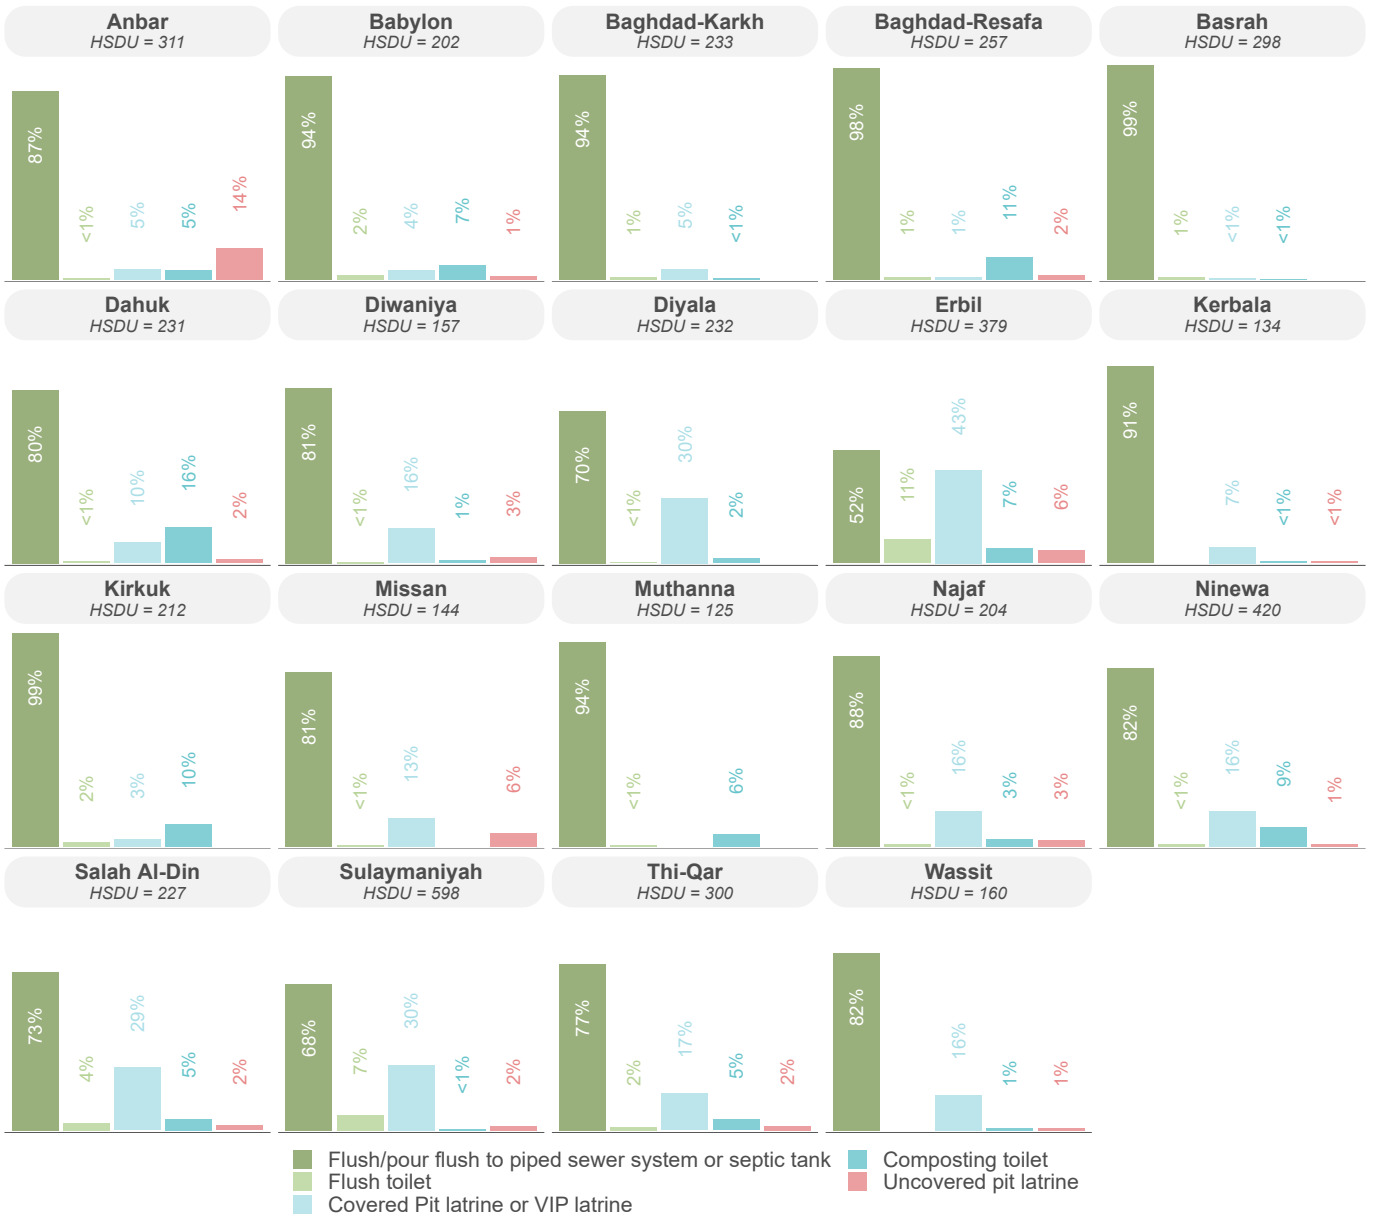 Anbar
HSDU = 311
87%
<1%
5%
5%
14%
Babylon
HSDU = 202
94%
2%
4%
7%
1%
Baghdad-Karkh
HSDU = 233
94%
1%
5%
<1%
Baghdad-Resafa
HSDU = 257
98%
1%
1%
11%
2%
Basrah
HSDU = 298
99%
1%
<1%
<1%
Dahuk
HSDU = 231
80%
<1%
10%
16%
2%
Diwaniya
HSDU = 157
81%
<1%
16%
1%
3%
Diyala
HSDU = 232
70%
<1%
30%
2%
Erbil
HSDU = 379
52%
11%
43%
7%
6%
Kerbala
HSDU = 134
91%
7%
<1%
<1%
Kirkuk
HSDU = 212
99%
2%
3%
10%
Missan
HSDU = 144
81%
<1%
13%
6%
Muthanna
HSDU = 125
94%
<1%
6%
Najaf
HSDU = 204
88%
<1%
16%
3%
3%
Ninewa
HSDU = 420
82%
<1%
16%
9%
1%
Salah Al-Din
HSDU = 227
73%
4%
29%
5%
2%
Sulaymaniyah
HSDU = 598
68%
7%
30%
<1%
2%
Thi-Qar
HSDU = 300
77%
2%
17%
5%
2%
Wassit
HSDU = 160
82%
16%
1%
1%
Flush/pour flush to piped sewer system or septic tank
Flush toilet
Covered Pit latrine or VIP latrine
Composting toilet
Uncovered pit latrine